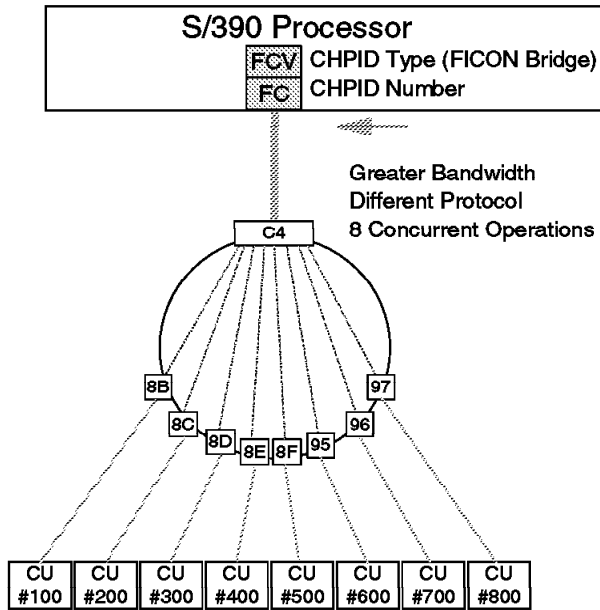 S/390 Processor
FCV CHPID Type (FICON Bridge)
FC CHPID Number
Greater Bandwidth
Different Protocol
8 Concurrent Operations
C4
8B
97
8C
96
8D
95
8E
8F
CU
#100
CU
#200
CU
#300
CU
#400
CU
#500
CU
#600
CU
#700
CU
#800